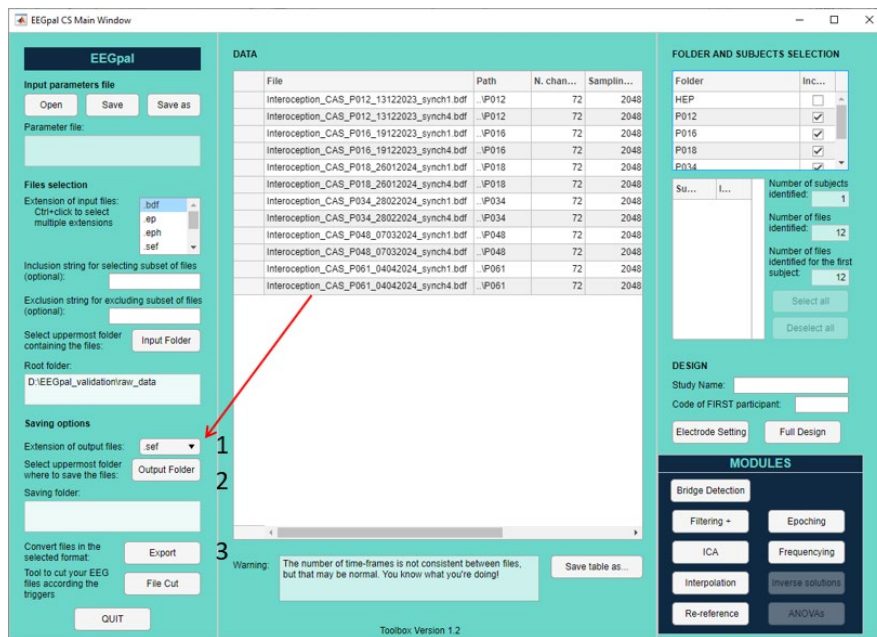 EEGpal CS Main Window
EEGpal
Input parameters file
Open Save Save as
Parameter file:
Files selection
Extension of input files:
Ctrl+click to select
multiple extensions
.bdf
.ep
.eph
.sef
Inclusion string for selecting subset of files
(optional):
Exclusion string for excluding subset of files
(optional):
Select uppermost folder
containing the files:
Input Folder
Root folder:
D:\EEGpal_validation\raw_data
Saving options
Extension of output files: .sef 1
Select uppermost folder
where to save the files:
Output Folder 2
Saving folder:
Convert files in the
selected format:
Export 3
Tool to cut your EEG
files according the
triggers
File Cut
QUIT
DATA
File Path N. chan... Samplin...
Interoception_CAS_P012_13122023_synch1.bdf ..\P012 72 2048
Interoception_CAS_P012_13122023_synch4.bdf ..\P012 72 2048
Interoception_CAS_P016_19122023_synch1.bdf ..\P016 72 2048
Interoception_CAS_P016_19122023_synch4.bdf ..\P016 72 2048
Interoception_CAS_P018_26012024_synch1.bdf ..\P018 72 2048
Interoception_CAS_P018_26012024_synch4.bdf ..\P018 72 2048
Interoception_CAS_P034_28022024_synch1.bdf ..\P034 72 2048
Interoception_CAS_P034_28022024_synch4.bdf ..\P034 72 2048
Interoception_CAS_P048_07032024_synch1.bdf ..\P048 72 2048
Interoception_CAS_P048_07032024_synch4.bdf ..\P048 72 2048
Interoception_CAS_P061_04042024_synch1.bdf ..\P061 72 2048
Interoception_CAS_P061_04042024_synch4.bdf ..\P061 72 2048
Warning:
The number of time-frames is not consistent between files,
but that may be normal. You know what you're doing!
Save table as...
Toolbox Version 1.2
FOLDER AND SUBJECTS SELECTION
Folder Inc...
HEP
P012
P016
P018
P034
Su... I...
Number of subjects
identified:
1
Number of files
identified:
12
Number of files
identified for the first
subject:
12
Select all
Deselect all
DESIGN
Study Name:
Code of FIRST participant:
Electrode Setting Full Design
MODULES
Bridge Detection
Filtering + Epoching
ICA Frequencying
Interpolation Inverse solutions
Re-reference ANOVAs